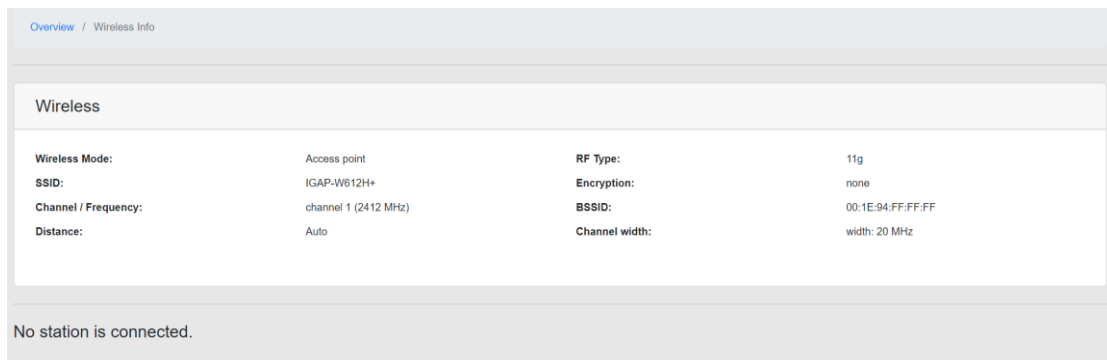 Overview / Wireless Info
Wireless
Wireless Mode: Access point RF Type: 11g
SSID: IGAP-W612H+ Encryption: none
Channel / Frequency: channel 1 (2412 MHz) BSSID: 00:1E:94:FF:FF:FF
Distance: Auto Channel width: width: 20 MHz
No station is connected.